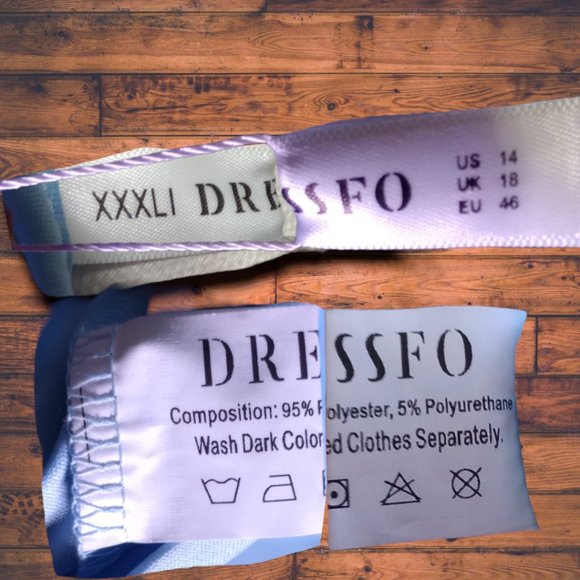 XXXL DRESSFO
US 14
UK 18
EU 46
DRESSFO
Composition: 95% Polyester, 5% Polyurethane
Wash Dark Colored Clothes Separately.